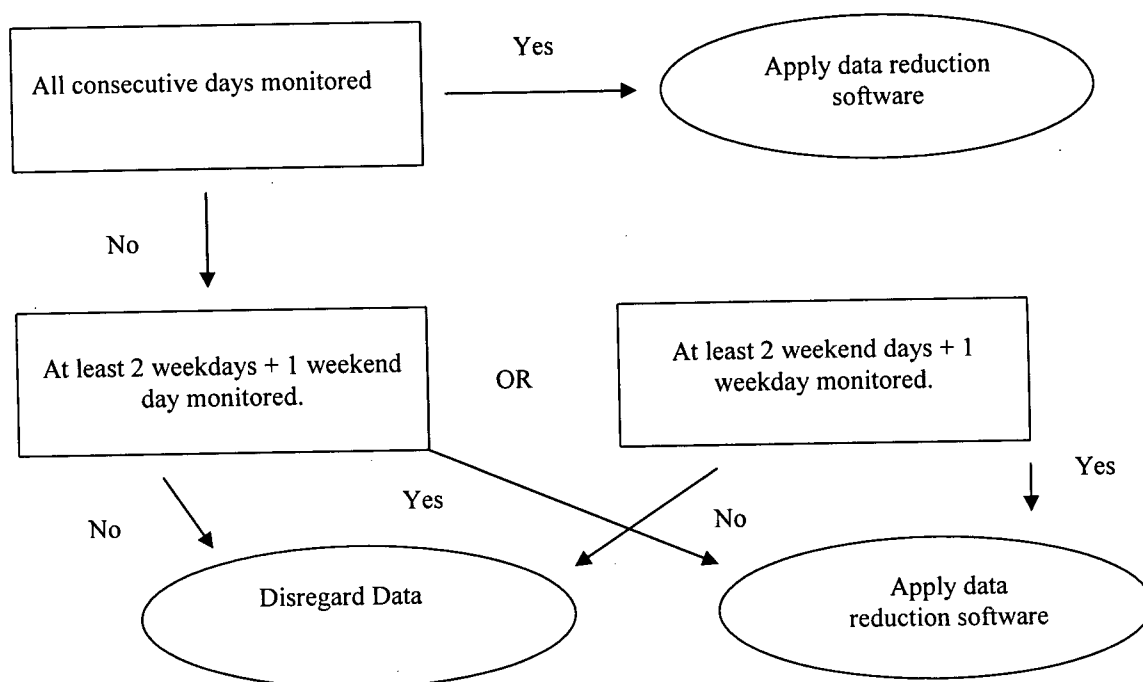 Yes
All consecutive days monitored
Apply data reduction
software
No
At least 2 weekdays + 1 weekend
day monitored.
OR
At least 2 weekend days + 1
weekday monitored.
Yes
No
Yes
No
Disregard Data
Apply data
reduction software